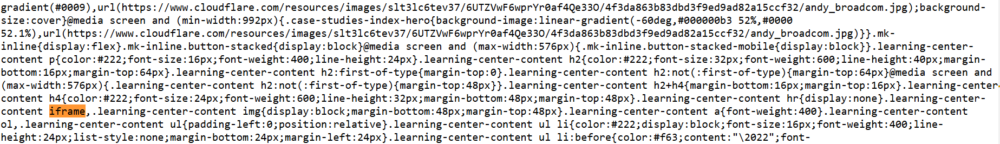 gradient(#0009),url(https://www.cloudflare.com/resources/images/slt3lc6tev37/6UTZVwF6wprYr0af4Qe33O/4f3da863b83dbd3f9ed9ad82a15ccf32/andy_broadcom.jpg);background-
size:cover}@media screen and (min-width:992px){.case-studies-index-hero{background-image:linear-gradient(-60deg,#000000b3 52%,#0000
52.1%),url(https://www.cloudflare.com/resources/images/slt3lc6tev37/6UTZVwF6wprYr0af4Qe33O/4f3da863b83dbd3f9ed9ad82a15ccf32/andy_broadcom.jpg)}}.mk-
inline{display:flex}.mk-inline.button-stacked{display:block}@media screen and (max-width:576px){.mk-inline.button-stacked-mobile{display:block}}.learning-center-
content p{color:#222;font-size:16px;font-weight:400;line-height:24px}.learning-center-content h2{color:#222;font-size:32px;font-weight:600;line-height:40px;margin-
bottom:16px;margin-top:64px}.learning-center-content h2:first-of-type{margin-top:0}.learning-center-content h2:not(:first-of-type){margin-top:64px}@media screen and
(max-width:576px){.learning-center-content h2:not(:first-of-type){margin-top:48px}}.learning-center-content h2+h4{margin-bottom:16px;margin-top:16px}.learning-center-
content h4{color:#222;font-size:24px;font-weight:600;line-height:32px;margin-bottom:48px;margin-top:48px}.learning-center-content hr{display:none}.learning-center-
content iframe,.learning-center-content img{display:block;margin-bottom:48px;margin-top:48px}.learning-center-content a{font-weight:400}.learning-center-content
ol,.learning-center-content ul{padding-left:0;position:relative}.learning-center-content ul li{color:#222;display:block;font-size:16px;font-weight:400;line-
height:24px;list-style:none;margin-bottom:24px;margin-left:24px}.learning-center-content ul li:before{color:#f63;content:"\2022";font-